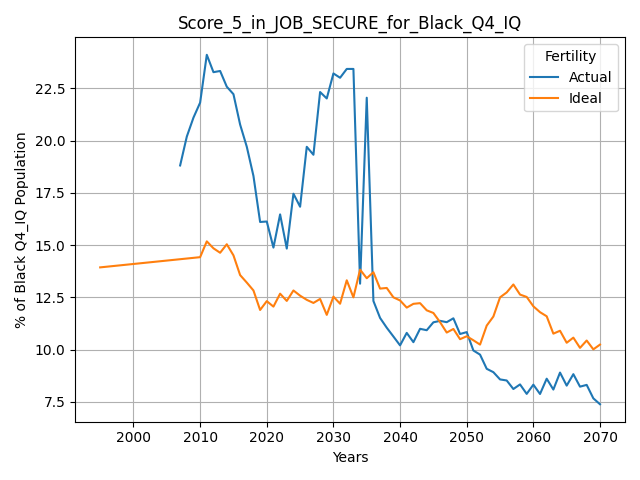 Score_5_in_JOB_SECURE_for_Black_Q4_IQ
Fertility
Actual
Ideal
% of Black Q4_IQ Population
22.5
20.0
17.5
15.0
12.5
10.0
7.5
2000 2010 2020 2030 2040 2050 2060 2070
Years